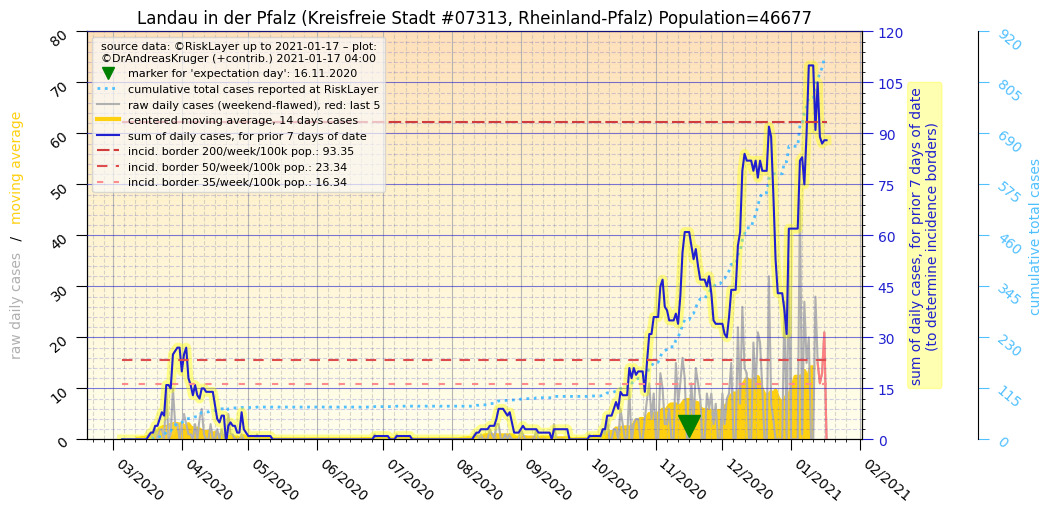 Landau in der Pfalz (Kreisfreie Stadt #07313, Rheinland-Pfalz) Population=46677
source data: ©RiskLayer up to 2021-01-17 – plot:
©DrAndreasKruger (+contrib.) 2021-01-17 04:00
marker for 'expectation day': 16.11.2020
cumulative total cases reported at RiskLayer
raw daily cases (weekend-flawed), red: last 5
centered moving average, 14 days cases
sum of daily cases, for prior 7 days of date
incid. border 200/week/100k pop.: 93.35
incid. border 50/week/100k pop.: 23.34
incid. border 35/week/100k pop.: 16.34
raw daily cases / moving average
80
70
60
50
40
30
20
10
0
120
105
90
75
60
45
30
15
0
sum of daily cases, for prior 7 days of date
(to determine incidence borders)
920
805
690
575
460
345
230
115
0
cumulative total cases
03/2020
04/2020
05/2020
06/2020
07/2020
08/2020
09/2020
10/2020
11/2020
12/2020
01/2021
02/2021